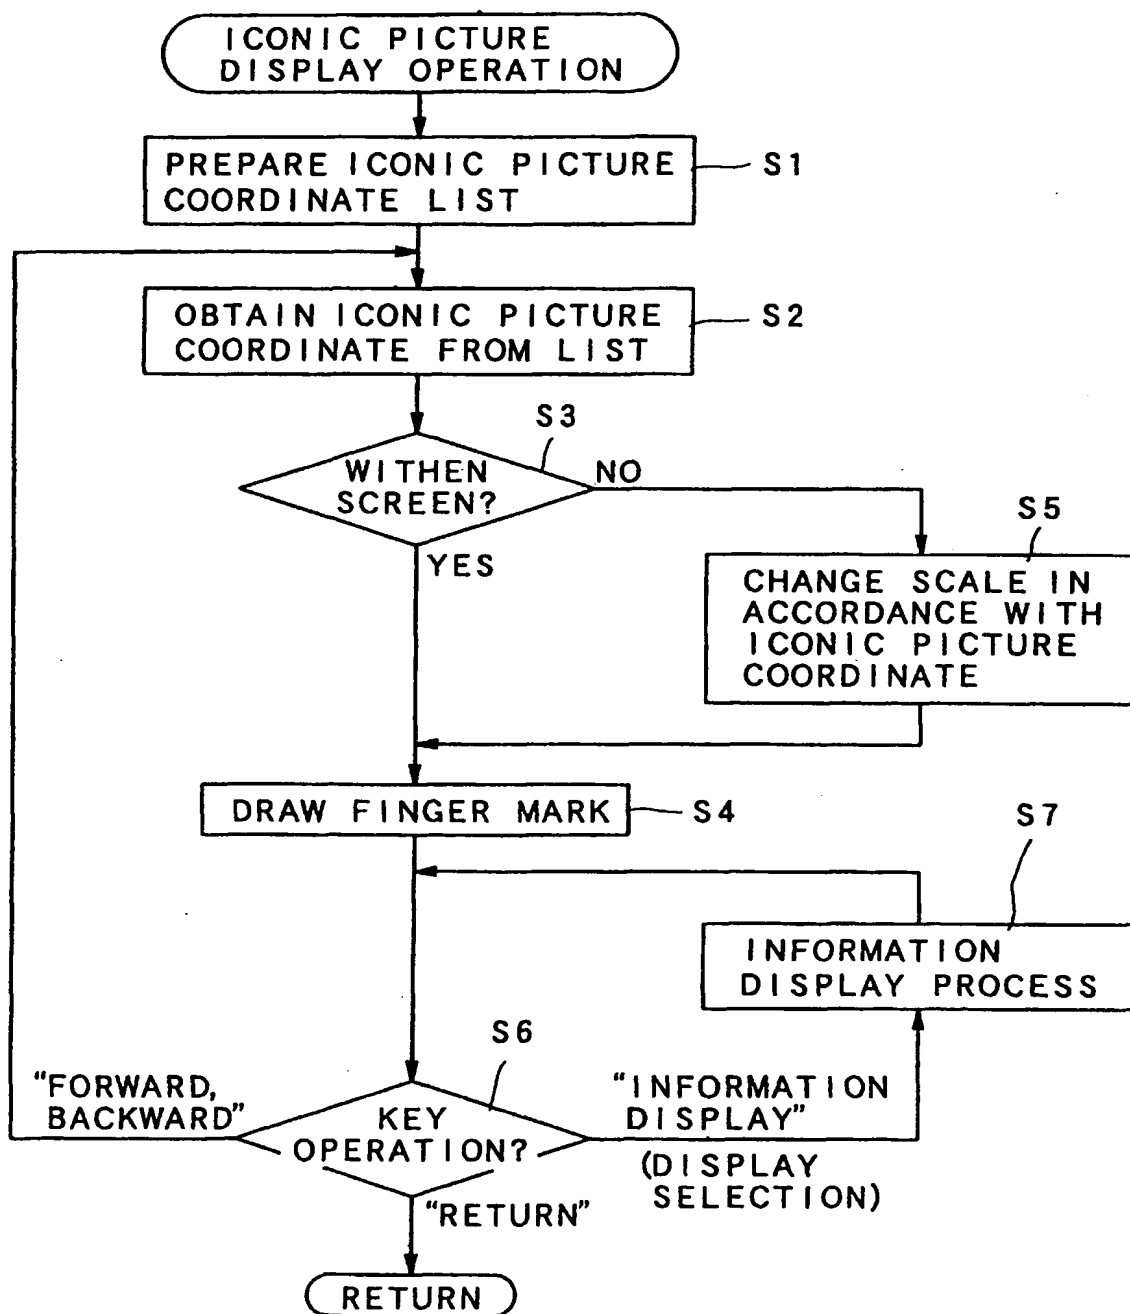 ICONIC PICTURE
DISPLAY OPERATION
PREPARE ICONIC PICTURE
COORDINATE LIST
S1
OBTAIN ICONIC PICTURE
COORDINATE FROM LIST
S2
S3
WITHEN
SCREEN?
NO
YES
S5
CHANGE SCALE IN
ACCORDANCE WITH
ICONIC PICTURE
COORDINATE
DRAW FINGER MARK
S4
S7
INFORMATION
DISPLAY PROCESS
S6
“FORWARD,
BACKWARD”
KEY
OPERATION?
“INFORMATION
DISPLAY”
(DISPLAY
SELECTION)
“RETURN”
RETURN